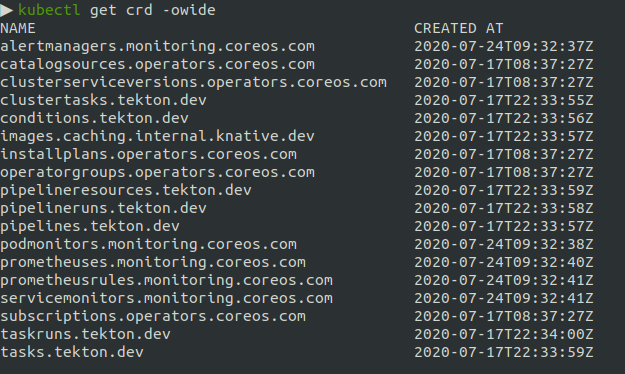 ▶ kubectl get crd -owide
NAME CREATED AT
alertmanagers.monitoring.coreos.com 2020-07-24T09:32:37Z
catalogsources.operators.coreos.com 2020-07-17T08:37:27Z
clusterserviceversions.operators.coreos.com 2020-07-17T08:37:27Z
clustertasks.tekton.dev 2020-07-17T22:33:55Z
conditions.tekton.dev 2020-07-17T22:33:56Z
images.caching.internal.knative.dev 2020-07-17T22:33:57Z
installplans.operators.coreos.com 2020-07-17T08:37:27Z
operatorgroups.operators.coreos.com 2020-07-17T08:37:27Z
pipelineresources.tekton.dev 2020-07-17T22:33:59Z
pipelineruns.tekton.dev 2020-07-17T22:33:58Z
pipelines.tekton.dev 2020-07-17T22:33:57Z
podmonitors.monitoring.coreos.com 2020-07-24T09:32:38Z
prometheuses.monitoring.coreos.com 2020-07-24T09:32:40Z
prometheusrules.monitoring.coreos.com 2020-07-24T09:32:41Z
servicemonitors.monitoring.coreos.com 2020-07-24T09:32:41Z
subscriptions.operators.coreos.com 2020-07-17T08:37:27Z
taskruns.tekton.dev 2020-07-17T22:34:00Z
tasks.tekton.dev 2020-07-17T22:33:59Z